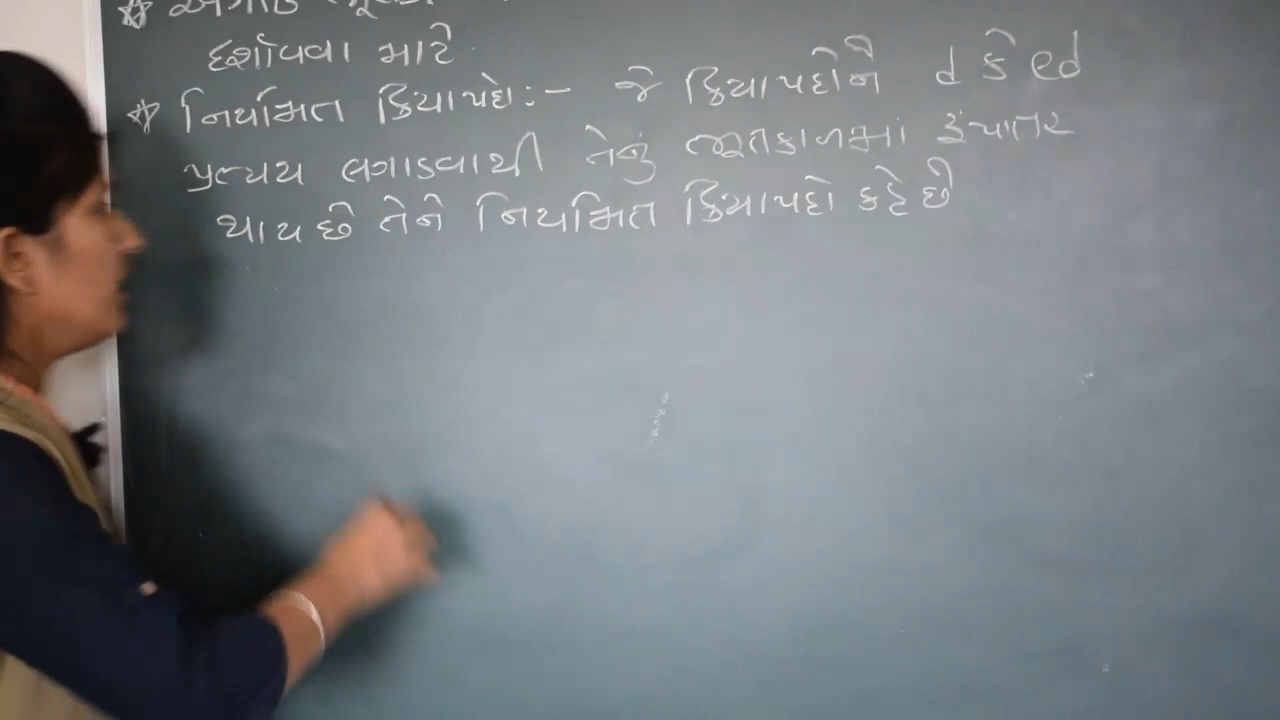 દર્શાવવા માટે.
* નિયમિત ક્રિયાપદો :- જે ક્રિયાપદોને d કે ed
પ્રત્યય લગાડવાથી તેનું ભૂતકાળમાં રૂપાંતર
થાય છે તેને નિયમિત ક્રિયાપદો કહે છે